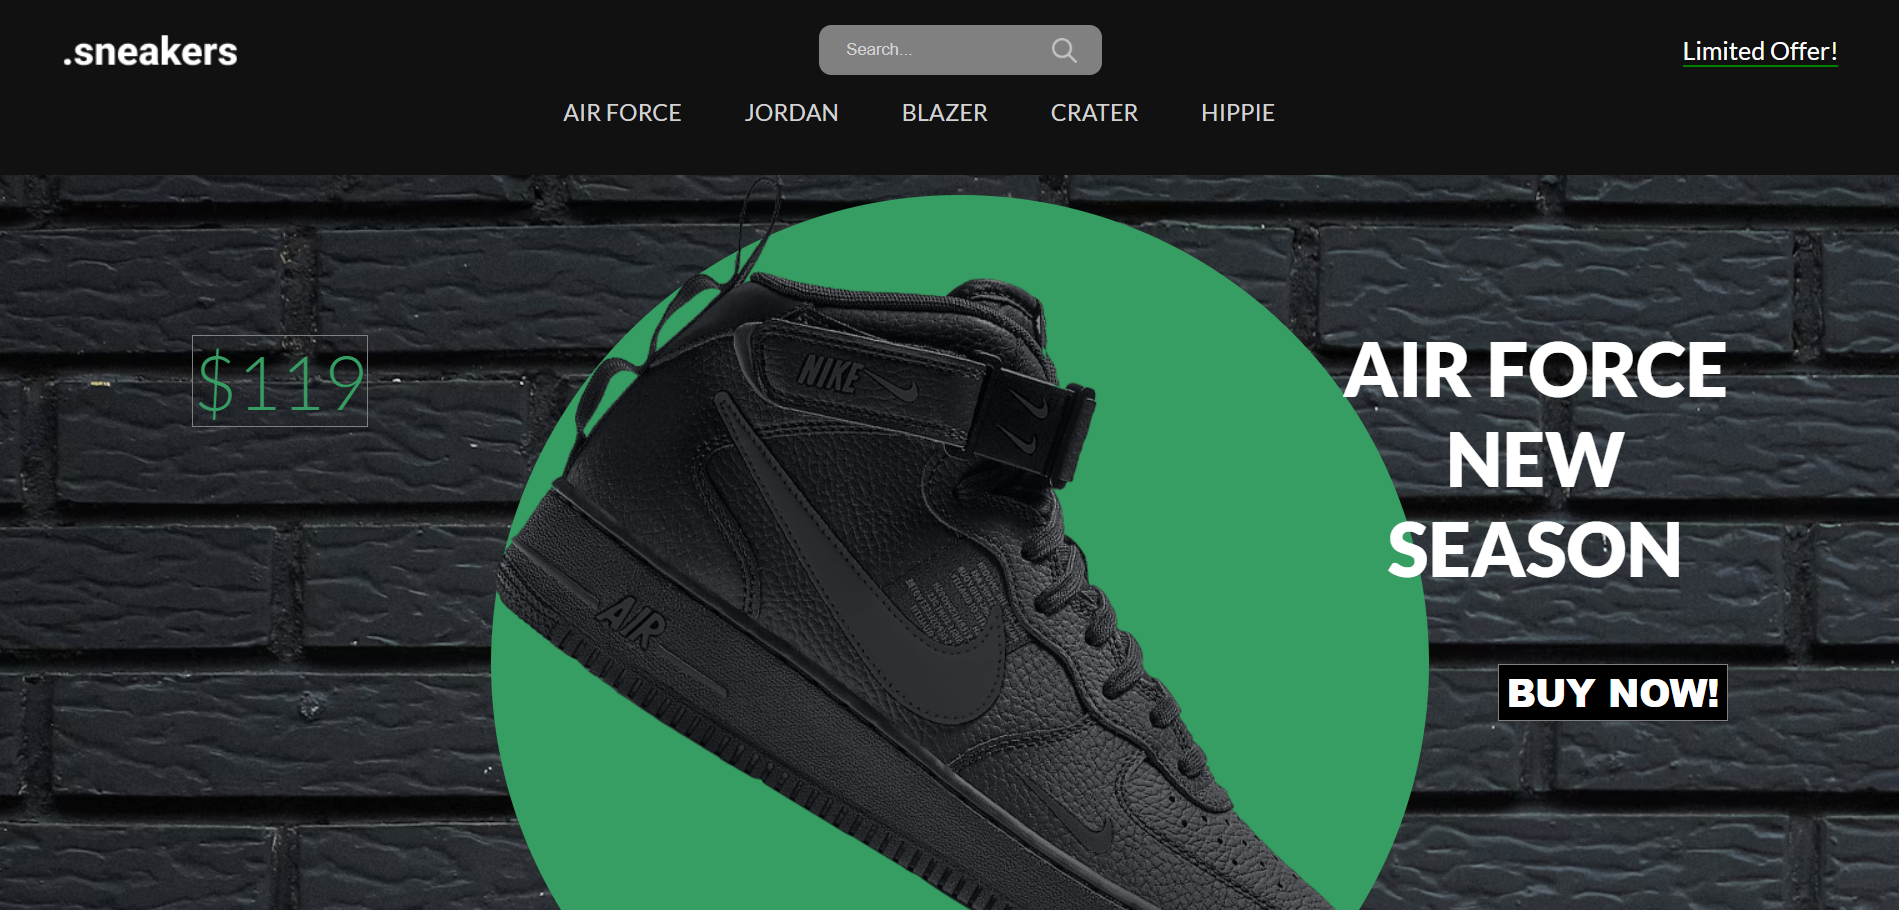 .sneakers
Search...
Limited Offer!
AIR FORCE JORDAN BLAZER CRATER HIPPIE
$119
AIR FORCE
NEW
SEASON
BUY NOW!
NIKE
AIR